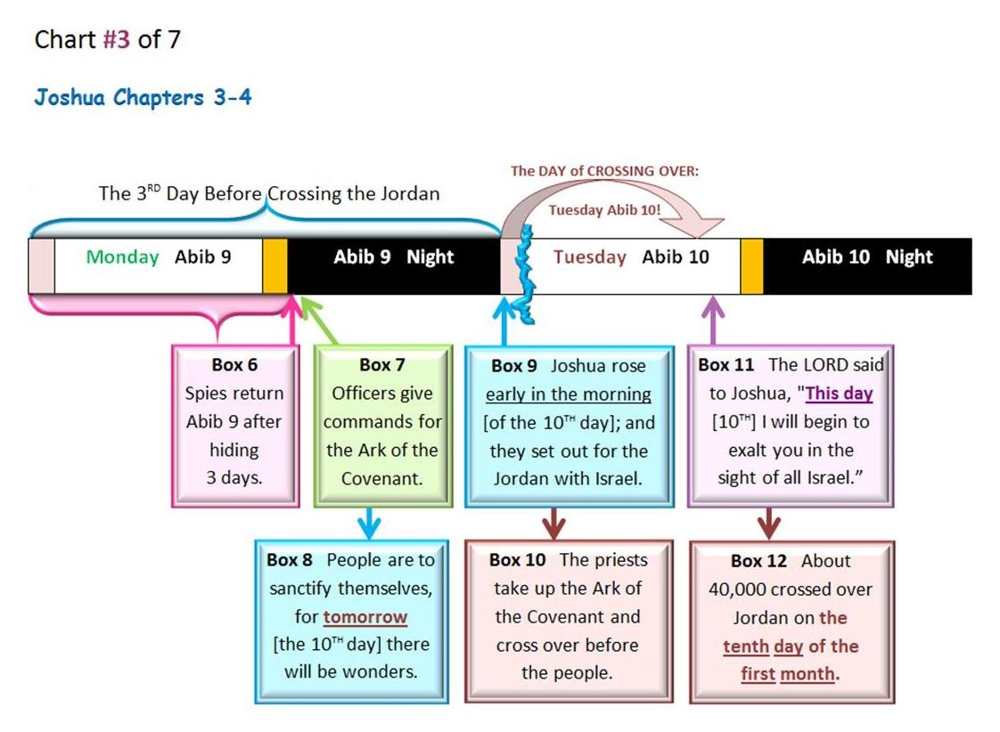 Chart #3 of 7
Joshua Chapters 3-4
The DAY of CROSSING OVER:
The 3RD Day Before Crossing the Jordan
Tuesday Abib 10!
Monday Abib 9
Abib 9 Night
Tuesday Abib 10
Abib 10 Night
Box 6
Spies return
Abib 9 after
hiding
3 days.
Box 7
Officers give
commands for
the Ark of the
Covenant.
Box 9 Joshua rose
early in the morning
[of the 10TH day]; and
they set out for the
Jordan with Israel.
Box 11 The LORD said
to Joshua, "This day
[10TH] I will begin to
exalt you in the
sight of all Israel.”
Box 8 People are to
sanctify themselves,
for tomorrow
[the 10TH day] there
will be wonders.
Box 10 The priests
take up the Ark of
the Covenant and
cross over before
the people.
Box 12 About
40,000 crossed over
Jordan on the
tenth day of the
first month.